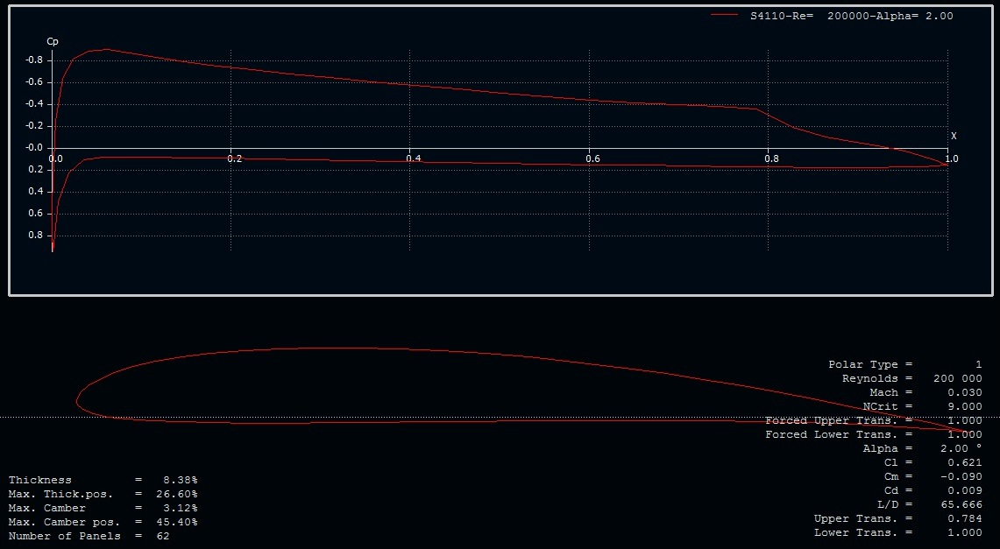 S4110-Re=  200000-Alpha= 2.00
Cp
-0.8
-0.6
-0.4
-0.2
X
-0.0
0.0 0.2 0.4 0.6 0.8 1.0
0.2
0.4
0.6
0.8
Polar Type = 1
Reynolds = 200 000
Mach = 0.030
NCrit = 9.000
Forced Upper Trans. = 1.000
Forced Lower Trans. = 1.000
Alpha = 2.00 °
Cl = 0.621
Cm = -0.090
Cd = 0.009
L/D = 65.666
Upper Trans. = 0.784
Lower Trans. = 1.000
Thickness = 8.38%
Max. Thick.pos. = 26.60%
Max. Camber = 3.12%
Max. Camber pos. = 45.40%
Number of Panels = 62